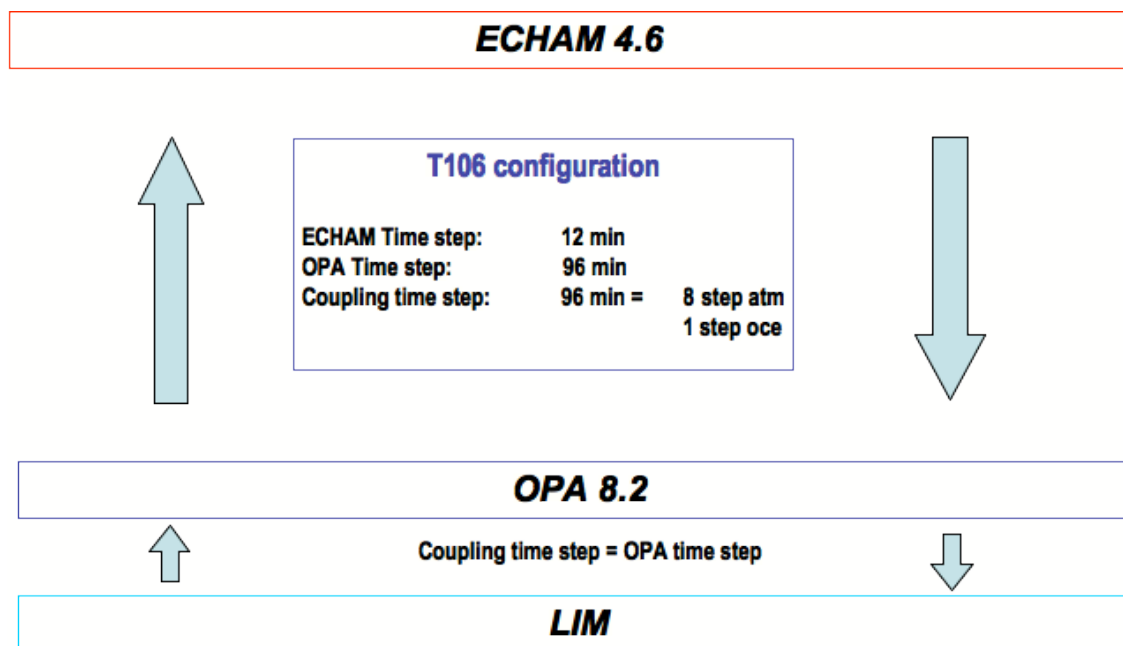 ECHAM 4.6
T106 configuration
ECHAM Time step: 12 min
OPA Time step: 96 min
Coupling time step: 96 min = 8 step atm
1 step oce
OPA 8.2
Coupling time step = OPA time step
LIM